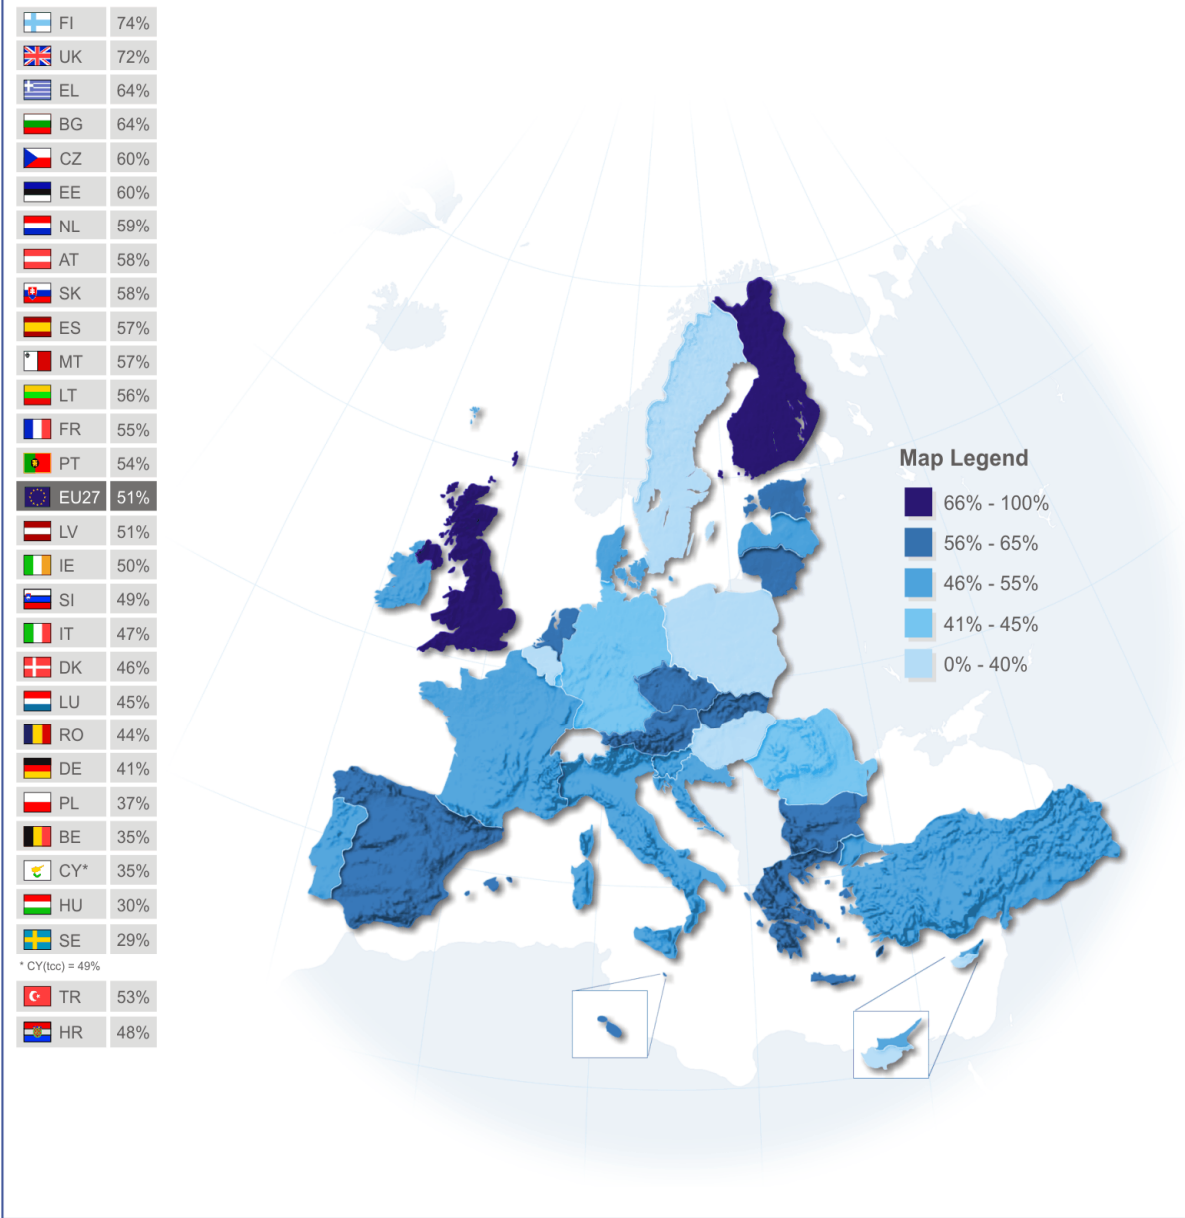 FI 74%
UK 72%
EL 64%
BG 64%
CZ 60%
EE 60%
NL 59%
AT 58%
SK 58%
ES 57%
MT 57%
LT 56%
FR 55%
PT 54%
EU27 51%
LV 51%
IE 50%
SI 49%
IT 47%
DK 46%
LU 45%
RO 44%
DE 41%
PL 37%
BE 35%
CY* 35%
HU 30%
SE 29%
* CY(tcc) = 49%
TR 53%
HR 48%
Map Legend
66% - 100%
56% - 65%
46% - 55%
41% - 45%
0% - 40%